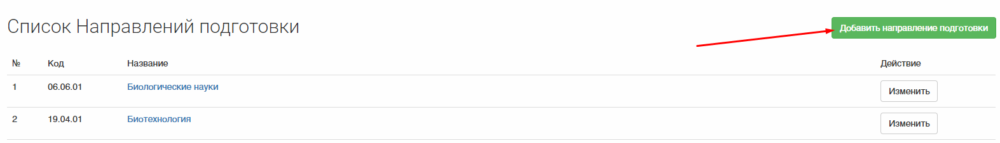 Список Направлений подготовки
Добавить направление подготовки
№ Код Название Действие
1 06.06.01 Биологические науки Изменить
2 19.04.01 Биотехнология Изменить